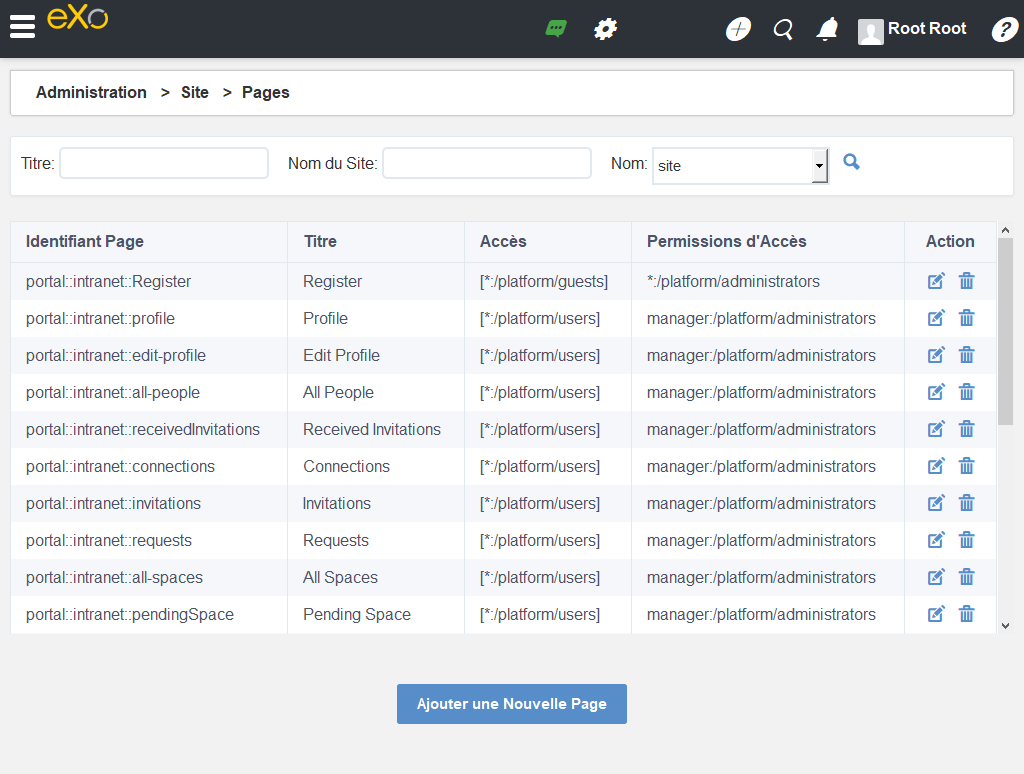 eXo
Root Root
?
Administration > Site > Pages
Titre: Nom du Site: Nom: site
Identifiant Page Titre Accès Permissions d'Accès Action
portal::intranet::Register Register [*:/platform/guests] *:/platform/administrators
portal::intranet::profile Profile [*:/platform/users] manager:/platform/administrators
portal::intranet::edit-profile Edit Profile [*:/platform/users] manager:/platform/administrators
portal::intranet::all-people All People [*:/platform/users] manager:/platform/administrators
portal::intranet::receivedInvitations Received Invitations [*:/platform/users] manager:/platform/administrators
portal::intranet::connections Connections [*:/platform/users] manager:/platform/administrators
portal::intranet::invitations Invitations [*:/platform/users] manager:/platform/administrators
portal::intranet::requests Requests [*:/platform/users] manager:/platform/administrators
portal::intranet::all-spaces All Spaces [*:/platform/users] manager:/platform/administrators
portal::intranet::pendingSpace Pending Space [*:/platform/users] manager:/platform/administrators
Ajouter une Nouvelle Page